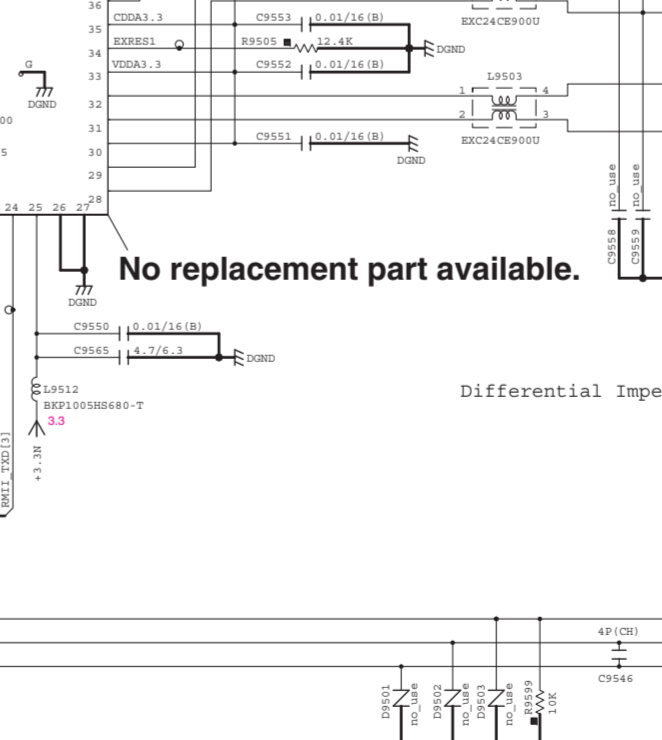 36
CDDA3.3 C9553 0.01/16(B)
35 EXC24CE900U
EXRES1 R9505 12.4K
DGND
34
G VDDA3.3 C9552 0.01/16(B)
33
L9503
DGND
1 4
32
00
2 3
31
C9551 0.01/16(B) EXC24CE900U
5 30
DGND
29
no_use no_use
28
24 25 26 27
C9558 C9559
No replacement part available.
DGND
C9550 0.01/16(B)
C9565 4.7/6.3 DGND
L9512 Differential Impe
BKP1005HS680-T
3.3
RMII_TXD[3] +3.3N
4P(CH)
C9546
D9501 no_use D9502 no_use D9503 no_use R9599 10K